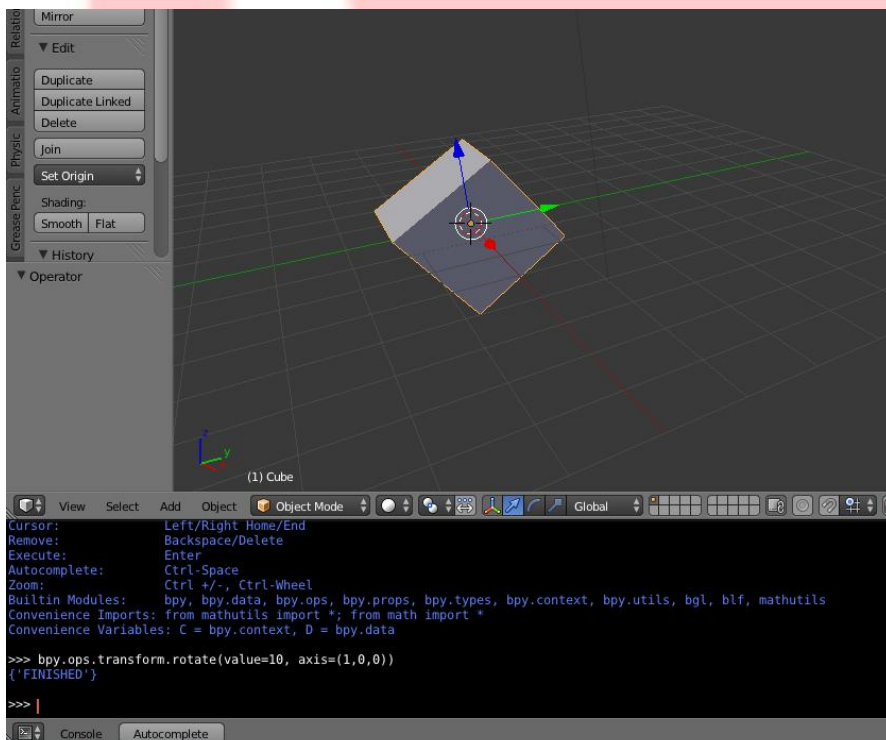 Relatio
Animatio
Physic
Grease Penc
Mirror
▼ Edit
Duplicate
Duplicate Linked
Delete
Join
Set Origin
Shading:
Smooth Flat
▼ History
▼ Operator
z
y
(1) Cube
View Select Add Object Object Mode Global
Cursor: Left/Right Home/End
Remove: Backspace/Delete
Execute: Enter
Autocomplete: Ctrl-Space
Zoom: Ctrl +/-, Ctrl-Wheel
Builtin Modules: bpy, bpy.data, bpy.ops, bpy.props, bpy.types, bpy.context, bpy.utils, bgl, blf, mathutils
Convenience Imports: from mathutils import *; from math import *
Convenience Variables: C = bpy.context, D = bpy.data
>>> bpy.ops.transform.rotate(value=10, axis=(1,0,0))
{'FINISHED'}
>>>
Console Autocomplete